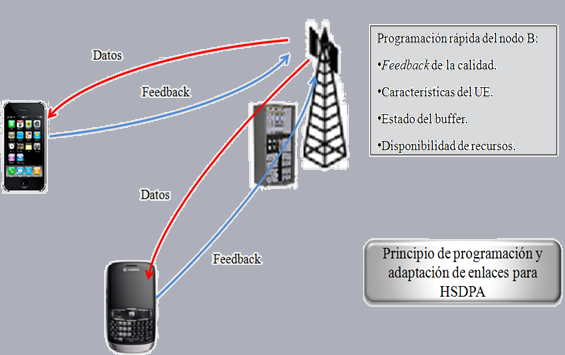 Datos
Feedback
Datos
Feedback
Programación rápida del nodo B:
•Feedback de la calidad.
•Características del UE.
•Estado del buffer.
•Disponibilidad de recursos.
Principio de programación y
adaptación de enlaces para
HSDPA